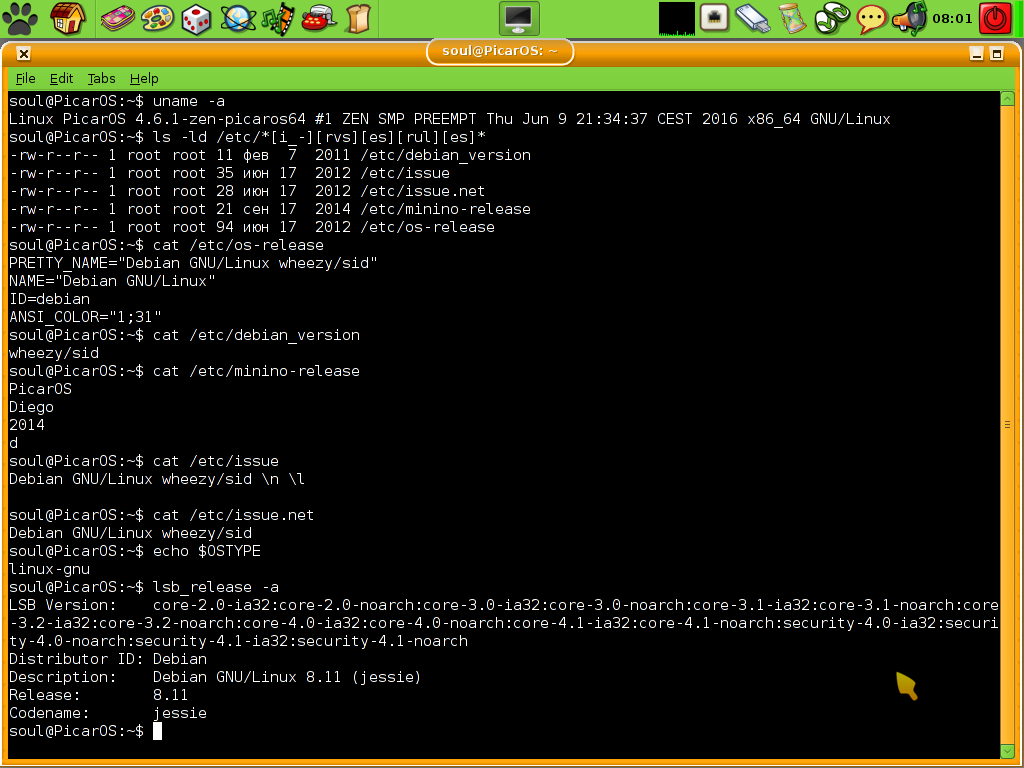 08:01
soul@PicarOS: ~
File Edit Tabs Help
soul@PicarOS:~$ uname -a
Linux PicarOS 4.6.1-zen-picaros64 #1 ZEN SMP PREEMPT Thu Jun 9 21:34:37 CEST 2016 x86_64 GNU/Linux
soul@PicarOS:~$ ls -ld /etc/*[i_-][rvs][es][rul][es]*
-rw-r--r-- 1 root root 11 фев  7  2011 /etc/debian_version
-rw-r--r-- 1 root root 35 июн 17  2012 /etc/issue
-rw-r--r-- 1 root root 28 июн 17  2012 /etc/issue.net
-rw-r--r-- 1 root root 21 сен 17  2014 /etc/minino-release
-rw-r--r-- 1 root root 94 июн 17  2012 /etc/os-release
soul@PicarOS:~$ cat /etc/os-release
PRETTY_NAME="Debian GNU/Linux wheezy/sid"
NAME="Debian GNU/Linux"
ID=debian
ANSI_COLOR="1;31"
soul@PicarOS:~$ cat /etc/debian_version
wheezy/sid
soul@PicarOS:~$ cat /etc/minino-release
PicarOS
Diego
2014
d
soul@PicarOS:~$ cat /etc/issue
Debian GNU/Linux wheezy/sid \n \l
soul@PicarOS:~$ cat /etc/issue.net
Debian GNU/Linux wheezy/sid
soul@PicarOS:~$ echo $OSTYPE
linux-gnu
soul@PicarOS:~$ lsb_release -a
LSB Version:    core-2.0-ia32:core-2.0-noarch:core-3.0-ia32:core-3.0-noarch:core-3.1-ia32:core-3.1-noarch:core
-3.2-ia32:core-3.2-noarch:core-4.0-ia32:core-4.0-noarch:core-4.1-ia32:core-4.1-noarch:security-4.0-ia32:securi
ty-4.0-noarch:security-4.1-ia32:security-4.1-noarch
Distributor ID: Debian
Description:    Debian GNU/Linux 8.11 (jessie)
Release:        8.11
Codename:       jessie
soul@PicarOS:~$